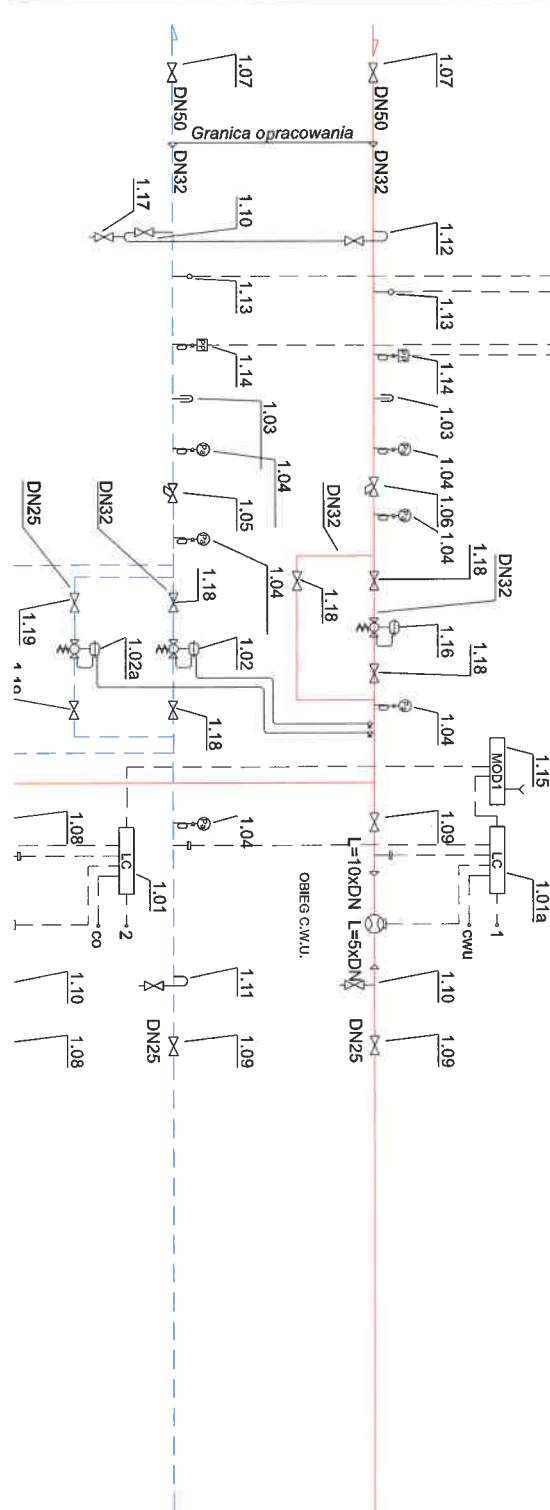 1.07
1.07
DN50
DN50
Granica opracowania
DN32
DN32
1.17
1.10
1.12
1.13
1.13
1.14
1.14
1.03
1.03
1.04
1.04
DN25
DN32
1.05
1.06
1.04
1.04
DN32
1.18
1.18
DN32
1.19
1.18
1.02a
1.02
1.16
1.18
1.18
1.04
1.15
MOD1
1.08
LC
1.01
1.04
1.09
LC
1.01a
L=10xDN L=5xDN
OBIEG C.W.U.
co
2
cwu
1
1.10
1.11
1.10
1.08
DN25
1.09
DN25
1.09